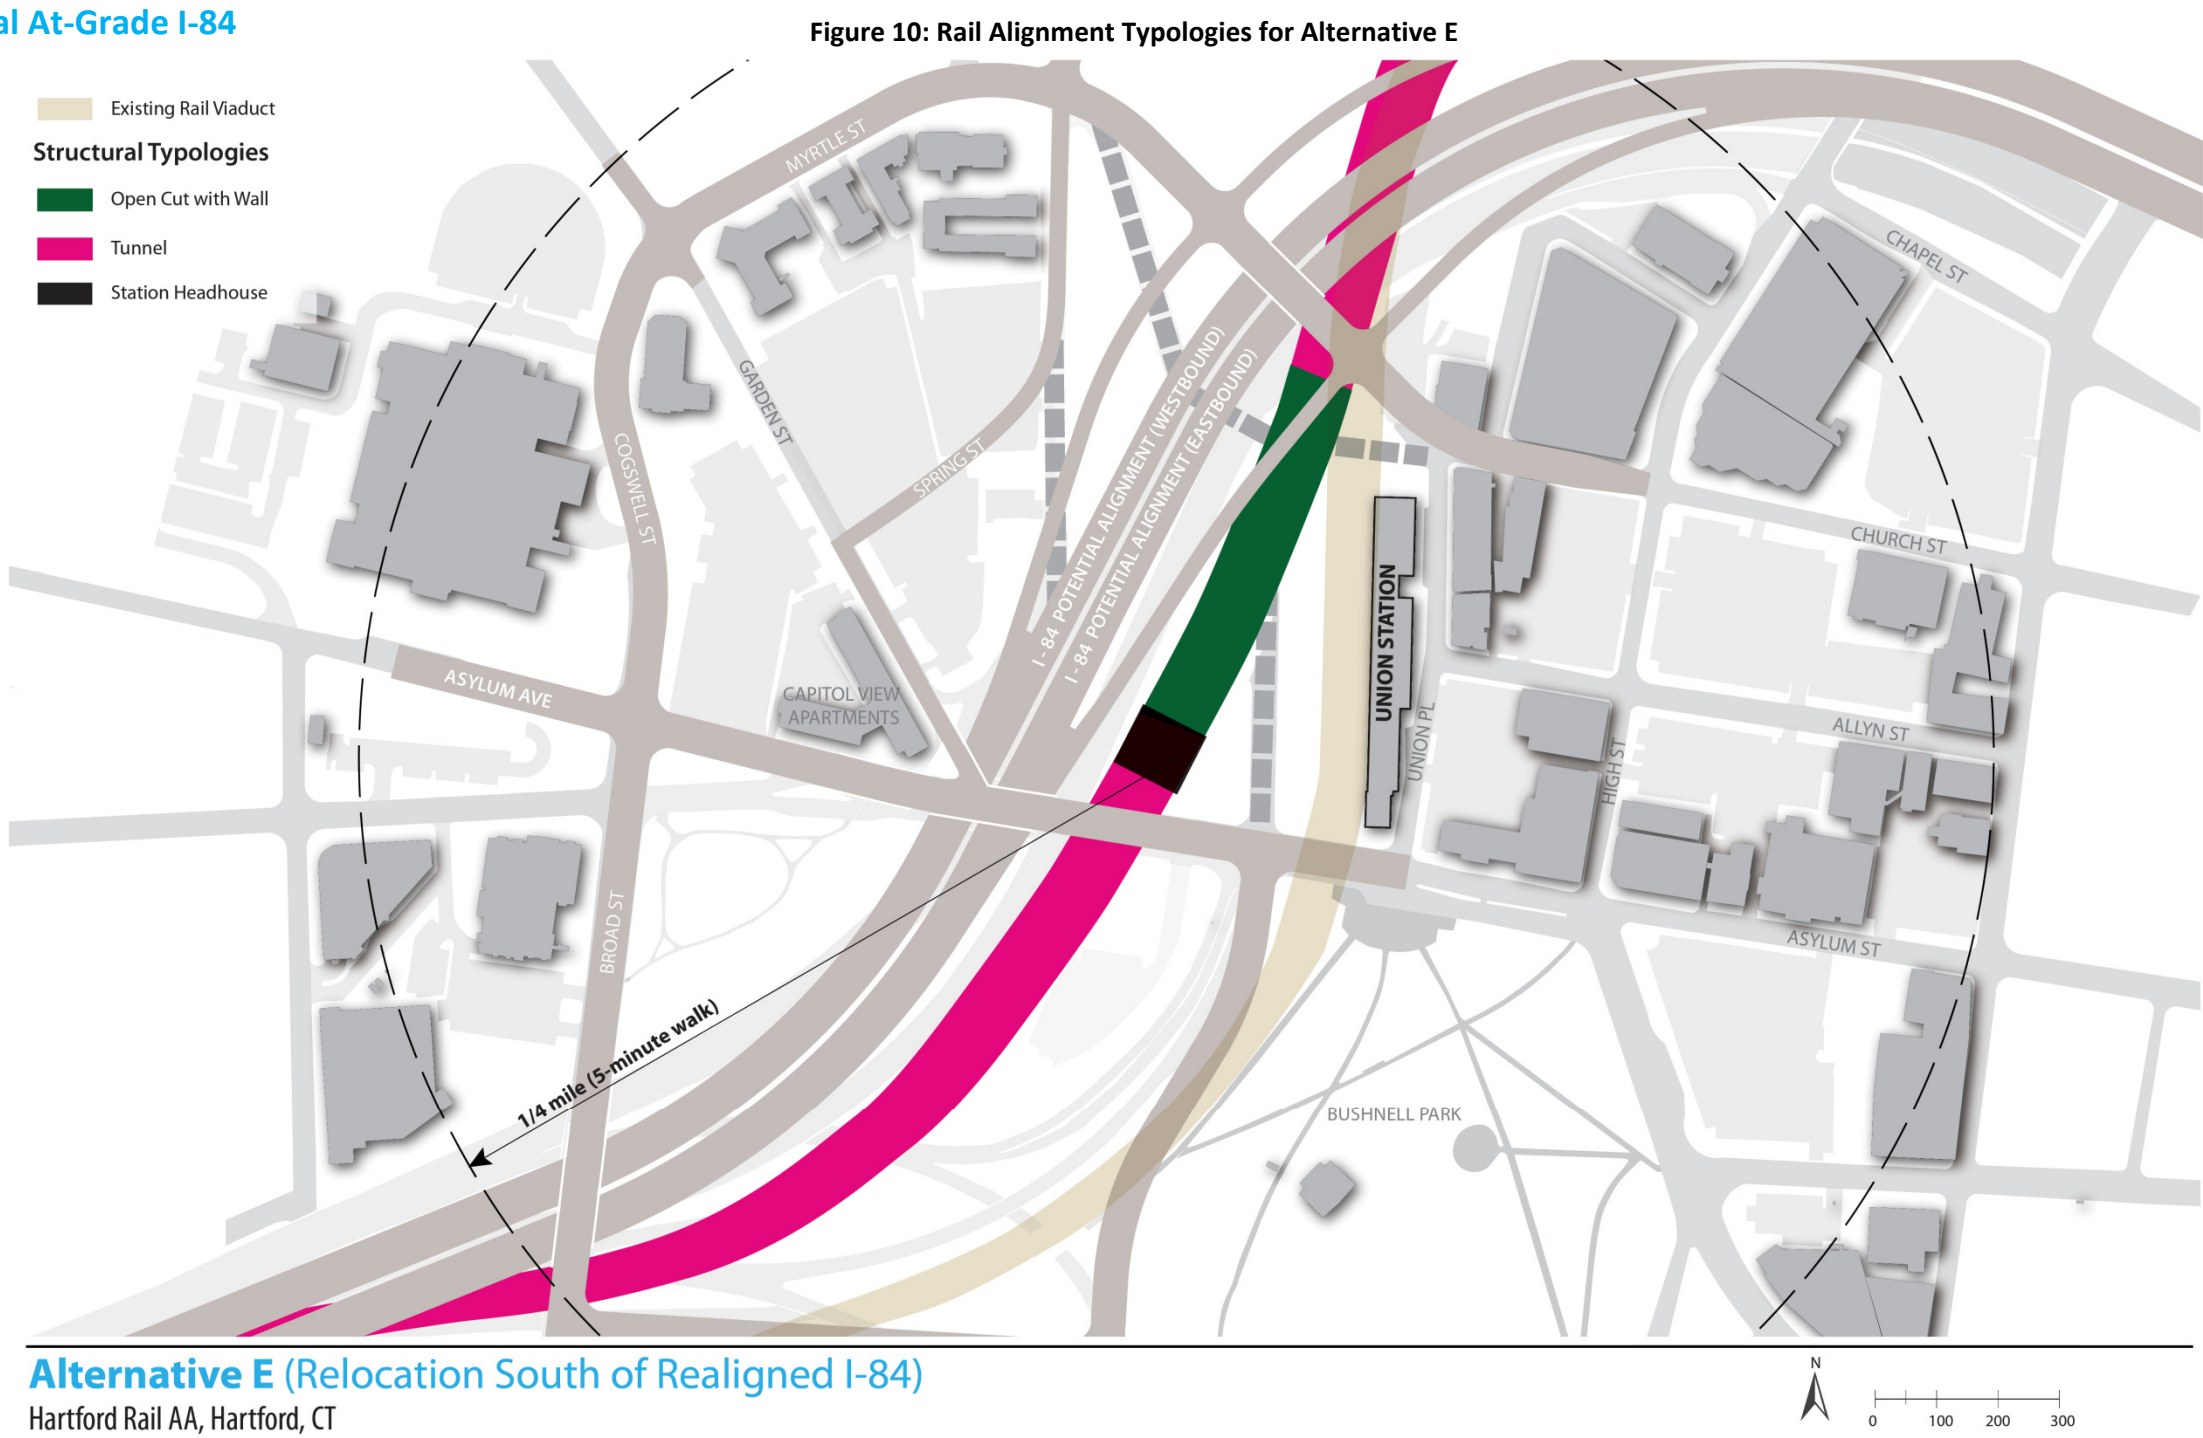 al At-Grade I-84
Figure 10: Rail Alignment Typologies for Alternative E
Existing Rail Viaduct
Structural Typologies
Open Cut with Wall
Tunnel
Station Headhouse
MYRTLE ST
CHAPEL ST
GARDEN ST
COGSWELL ST
SPRING ST
I - 84 POTENTIAL ALIGNMENT (WESTBOUND)
I - 84 POTENTIAL ALIGNMENT (EASTBOUND)
CHURCH ST
UNION STATION
ASYLUM AVE
CAPITOL VIEW
APARTMENTS
UNION PL
HIGH ST
ALLYN ST
BROAD ST
ASYLUM ST
1/4 mile (5-minute walk)
BUSHNELL PARK
Alternative E (Relocation South of Realigned I-84)
Hartford Rail AA, Hartford, CT
N
0 100 200 300